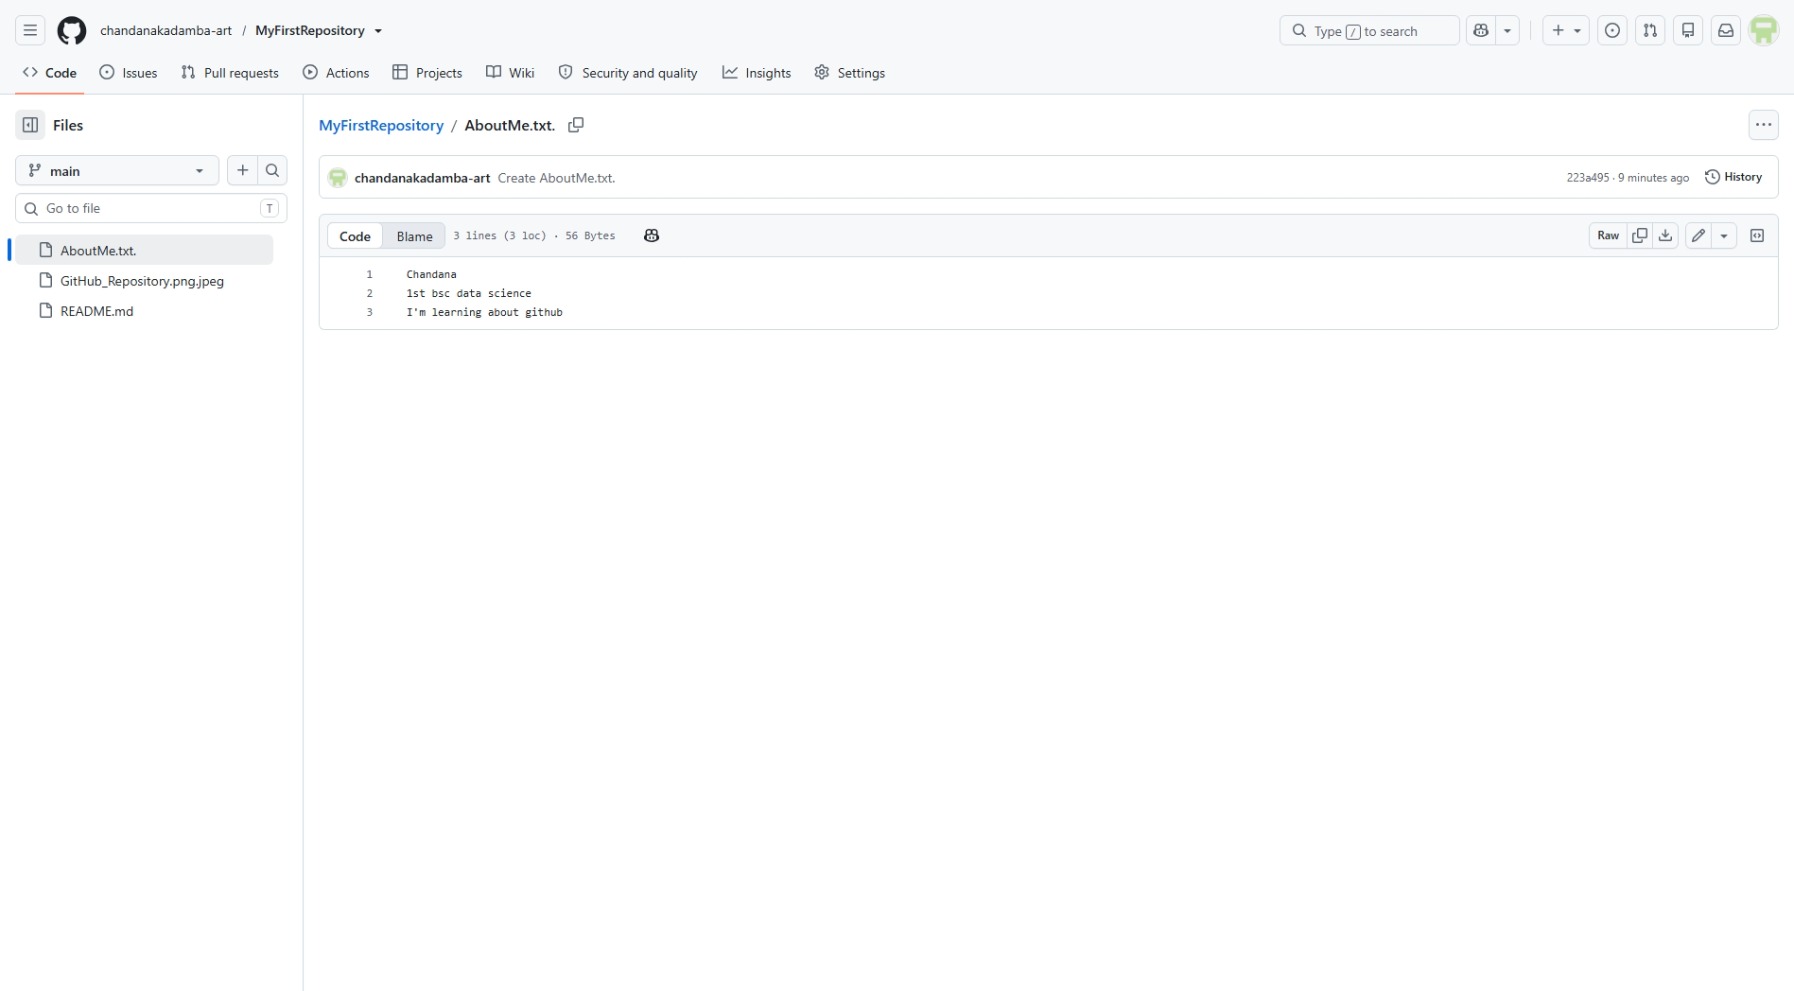 chandanakadamba-art / MyFirstRepository
Type / to search
Code Issues Pull requests Actions Projects Wiki Security and quality Insights Settings
Files
main
Go to file T
AboutMe.txt.
GitHub_Repository.png.jpeg
README.md
MyFirstRepository / AboutMe.txt.
chandanakadamba-art Create AboutMe.txt. 223a495 · 9 minutes ago History
Code Blame 3 lines (3 loc) · 56 Bytes Raw
1 Chandana
2 1st bsc data science
3 I'm learning about github